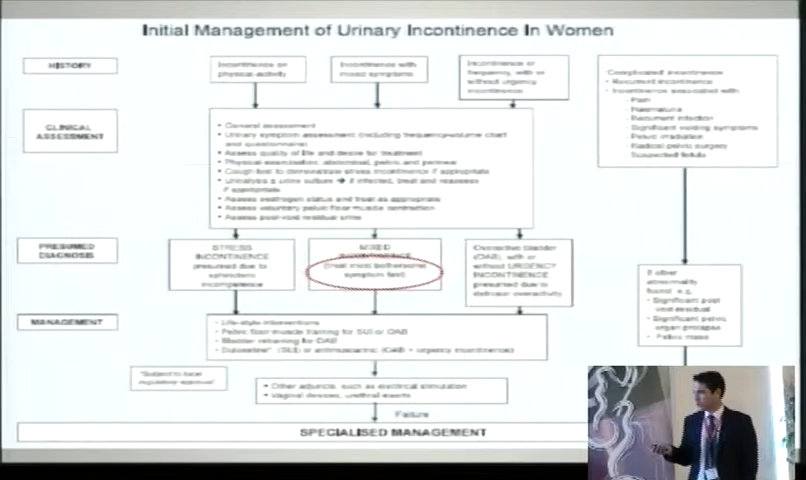 Initial Management of Urinary Incontinence In Women
HISTORY
Incontinence on
physical activity
Incontinence with
mixed symptoms
Incontinence or
frequency, with or
without urgency
incontinence
"Complicated" incontinence
• Recurrent incontinence
• Incontinence associated with
- Pain
- Haematuria
- Recurrent infection
- Significant voiding symptoms
- Pelvic irradiation
- Radical pelvic surgery
- Suspected fistula
CLINICAL
ASSESSMENT
• General assessment
• Urinary symptom assessment (including frequency-volume chart
and questionnaire)
• Assess quality of life and desire for treatment
• Physical examination: abdominal, pelvic and perineal
• Cough test to demonstrate stress incontinence if appropriate
• Urinalysis ± urine culture → if infected, treat and reassess
if appropriate
• Assess oestrogen status and treat as appropriate
• Assess voluntary pelvic floor muscle contraction
• Assess post-void residual urine
PRESUMED
DIAGNOSIS
STRESS
INCONTINENCE
presumed due to
sphincteric
incompetence
MIXED
INCONTINENCE
(treat most bothersome
symptom first)
Overactive bladder
(OAB) with or
without URGENCY
INCONTINENCE
presumed due to
detrusor overactivity
If other
abnormality
found e.g.
• Significant post
void residual
• Significant pelvic
organ prolapse
• Pelvic mass
MANAGEMENT
• Life-style interventions
• Pelvic floor muscle training for SUI or OAB
• Bladder retraining for OAB
• Duloxetine* (SUI) or antimuscarinic (OAB ± urgency incontinence)
*Subject to local
regulatory approval
• Other adjuncts, such as electrical stimulation
• Vaginal devices, urethral inserts
Failure
SPECIALISED MANAGEMENT